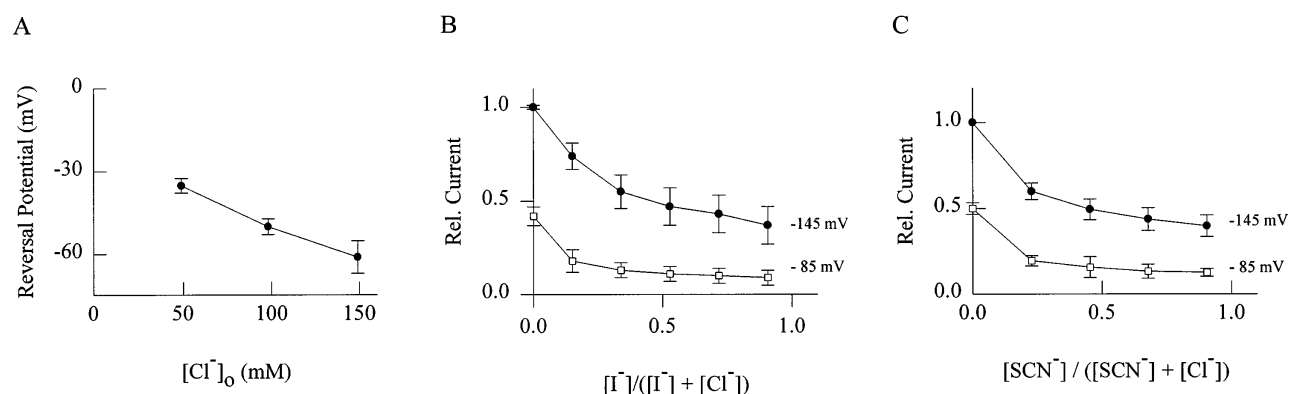 A
B
C
Reversal Potential (mV)
0
-30
-60
0
50
100
150
[Cl⁻]o (mM)
Rel. Current
1.0
0.5
0.0
-145 mV
- 85 mV
0.0
0.5
1.0
[I⁻]/([I⁻] + [Cl⁻])
Rel. Current
1.0
0.5
0.0
-145 mV
- 85 mV
0.0
0.5
1.0
[SCN⁻] / ([SCN⁻] + [Cl⁻])